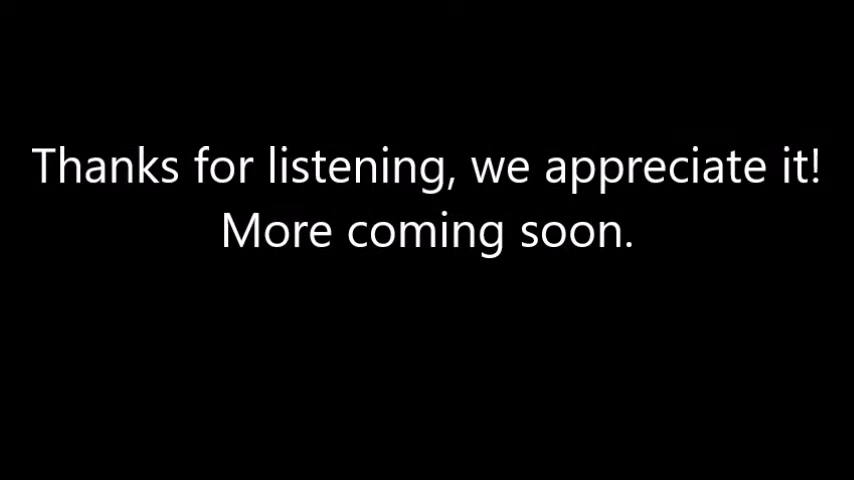 Thanks for listening, we appreciate it!
More coming soon.